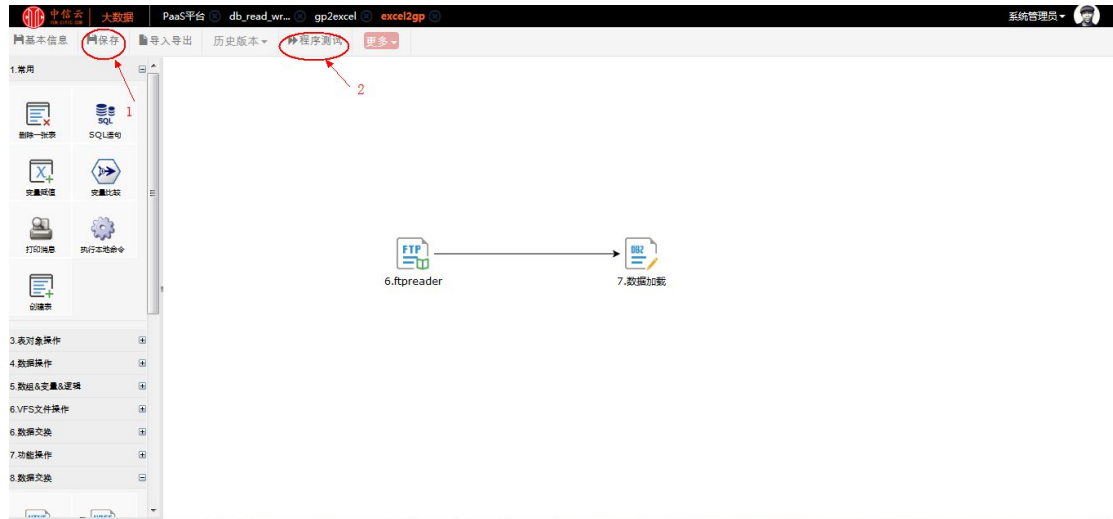 中信云 大数据 PaaS平台 db_read_wr... gp2excel excel2gp 系统管理员
基本信息 保存 导入导出 历史版本 程序测试 更多
1.常用
1
2
删除一张表 SQL语句
变量赋值 变量比较
打印消息 执行本地命令
创建表
FTP DB2
6.ftpreader 7.数据加载
3.表对象操作
4.数据操作
5.数组&变量&逻辑
6.VFS文件操作
6.数据交换
7.功能操作
8.数据交换